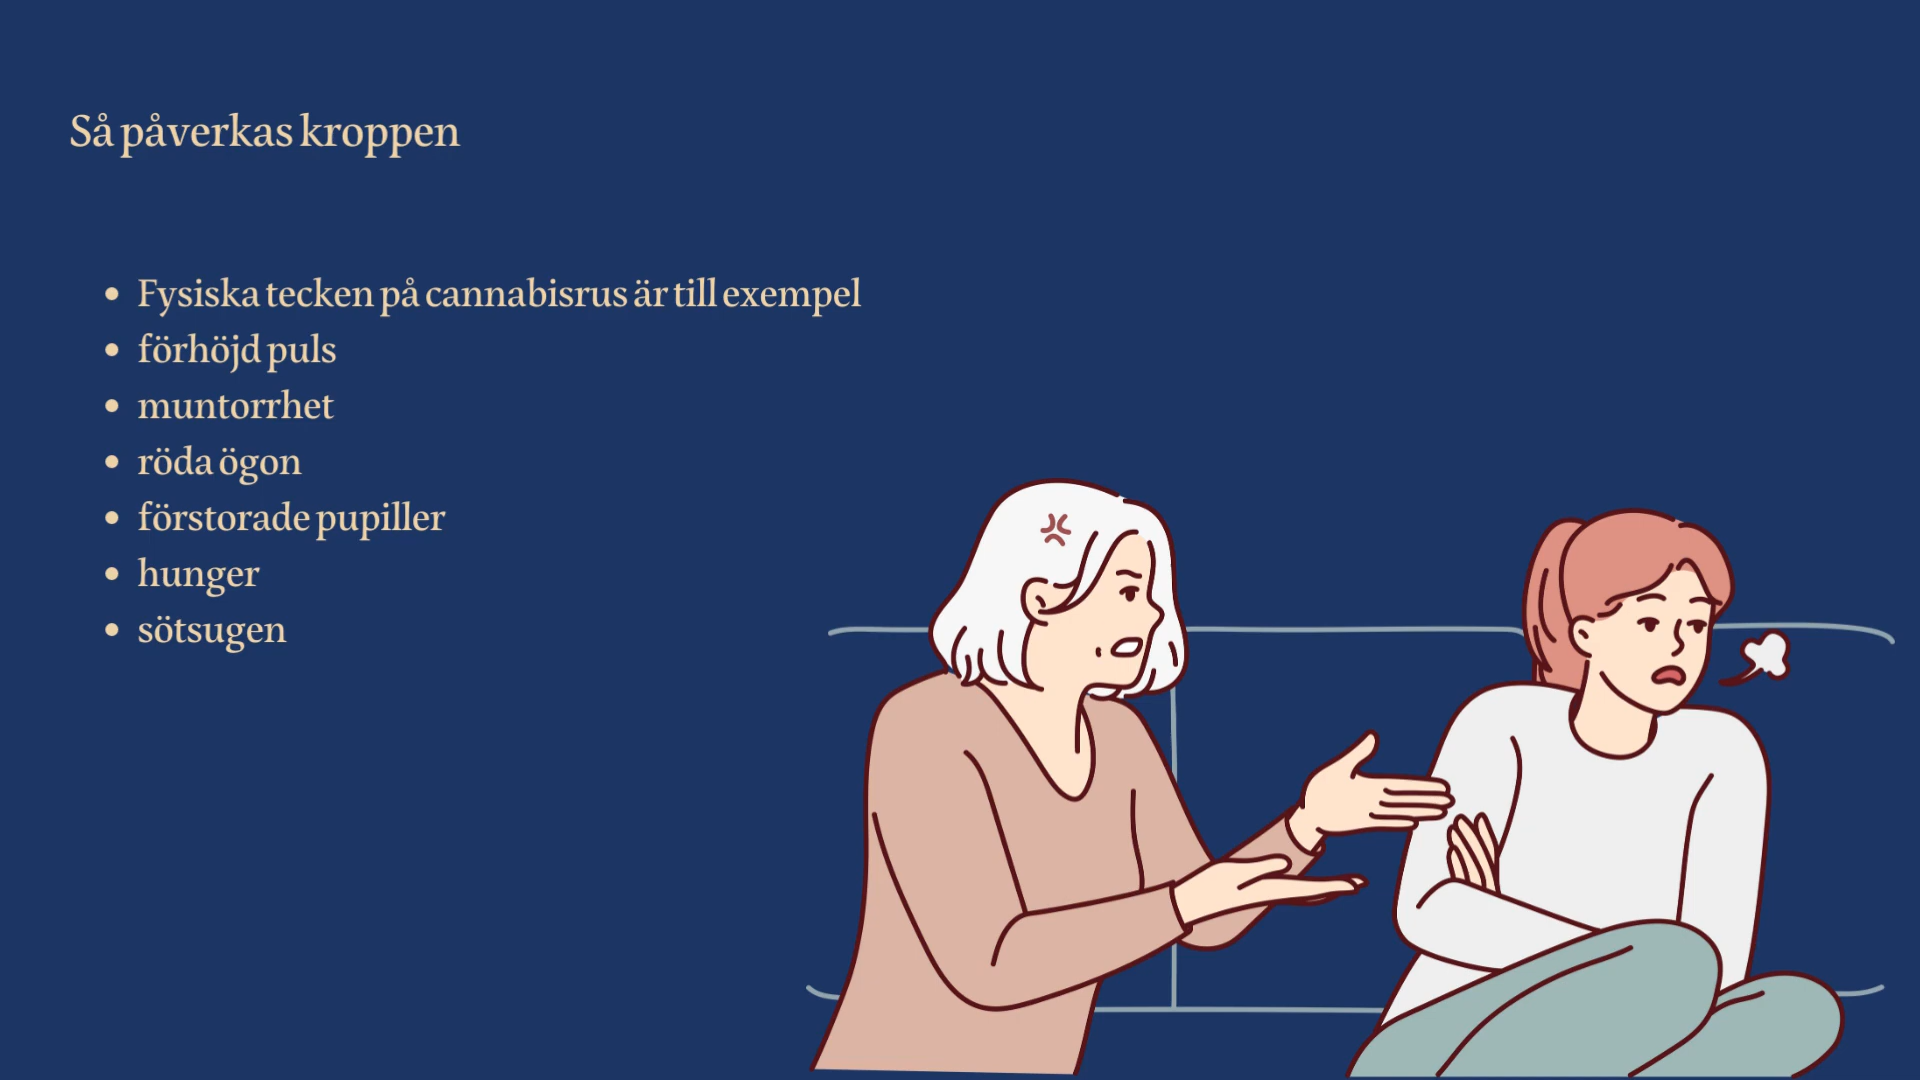 Så påverkas kroppen
• Fysiska tecken på cannabisrus är till exempel
• förhöjd puls
• muntorrhet
• röda ögon
• förstorade pupiller
• hunger
• sötsugen